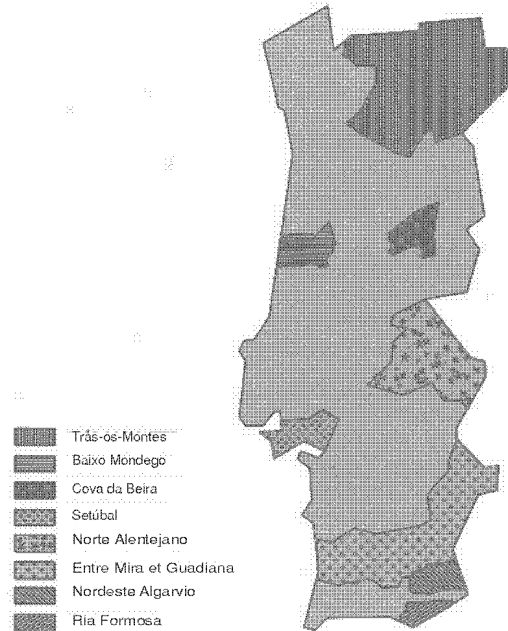 Trás-os-Montes
Baixo Mondego
Cova da Beira
Setúbal
Norte Alentejano
Entre Mira et Guadiana
Nordeste Algarvio
Ria Formosa